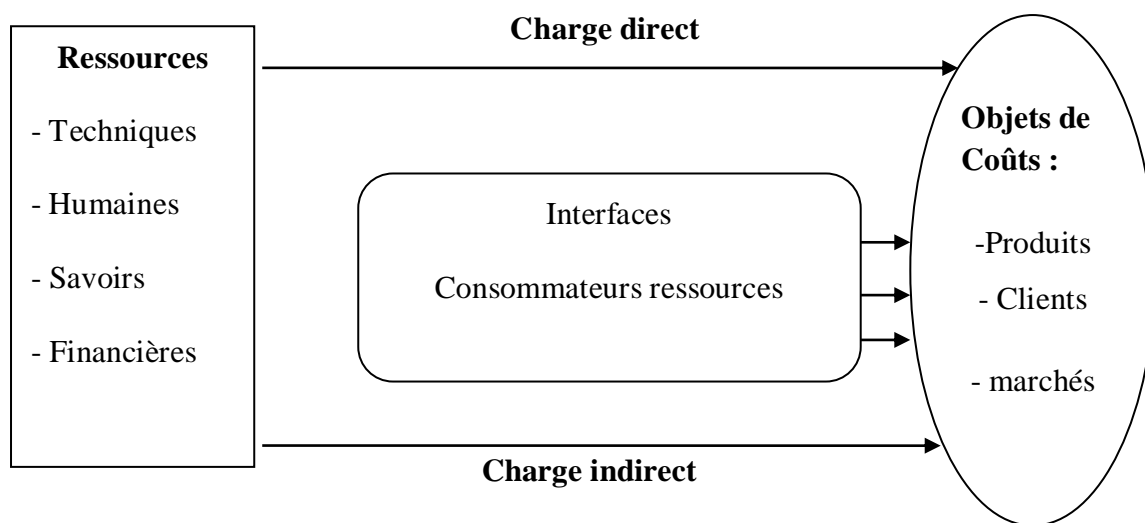 Charge direct
Ressources
- Techniques
- Humaines
- Savoirs
- Financières
Interfaces
Consommateurs ressources
Objets de
Coûts :
-Produits
- Clients
- marchés
Charge indirect